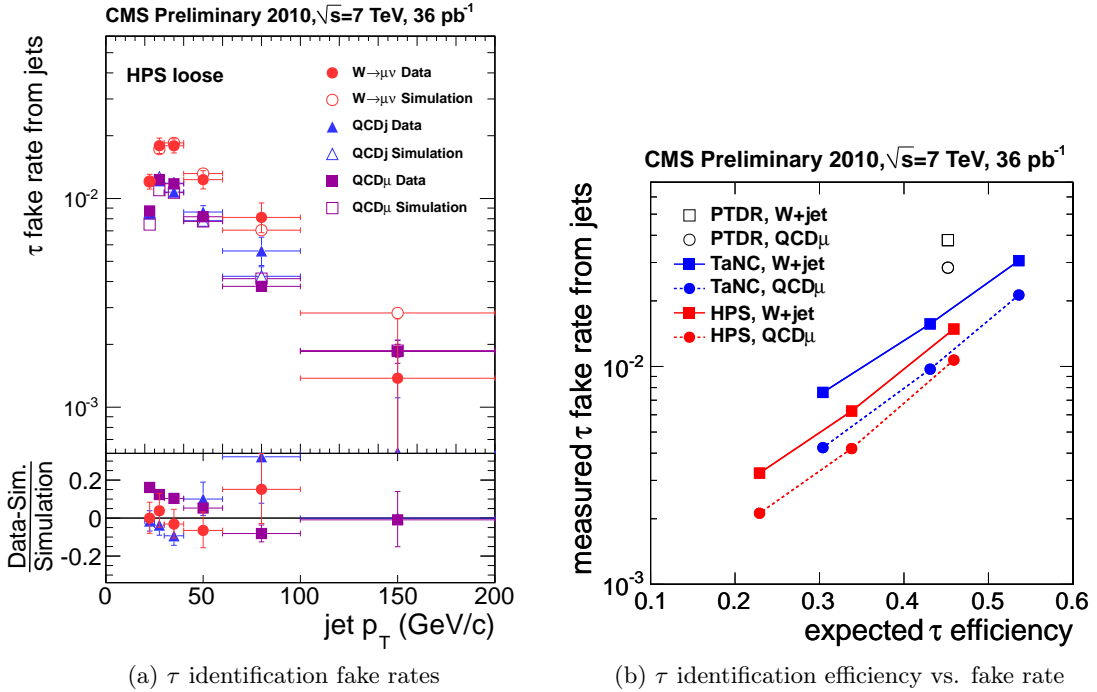 CMS Preliminary 2010,√s=7 TeV, 36 pb⁻¹
τ fake rate from jets
HPS loose
W→μν Data
W→μν Simulation
QCDj Data
QCDj Simulation
QCDμ Data
QCDμ Simulation
10⁻²
10⁻³
Data-Sim.
Simulation
0.2
0
-0.2
0 50 100 150 200
jet p_T (GeV/c)
(a) τ identification fake rates
CMS Preliminary 2010,√s=7 TeV, 36 pb⁻¹
measured τ fake rate from jets
PTDR, W+jet
PTDR, QCDμ
TaNC, W+jet
TaNC, QCDμ
HPS, W+jet
HPS, QCDμ
10⁻²
10⁻³
0.1 0.2 0.3 0.4 0.5 0.6
expected τ efficiency
(b) τ identification efficiency vs. fake rate